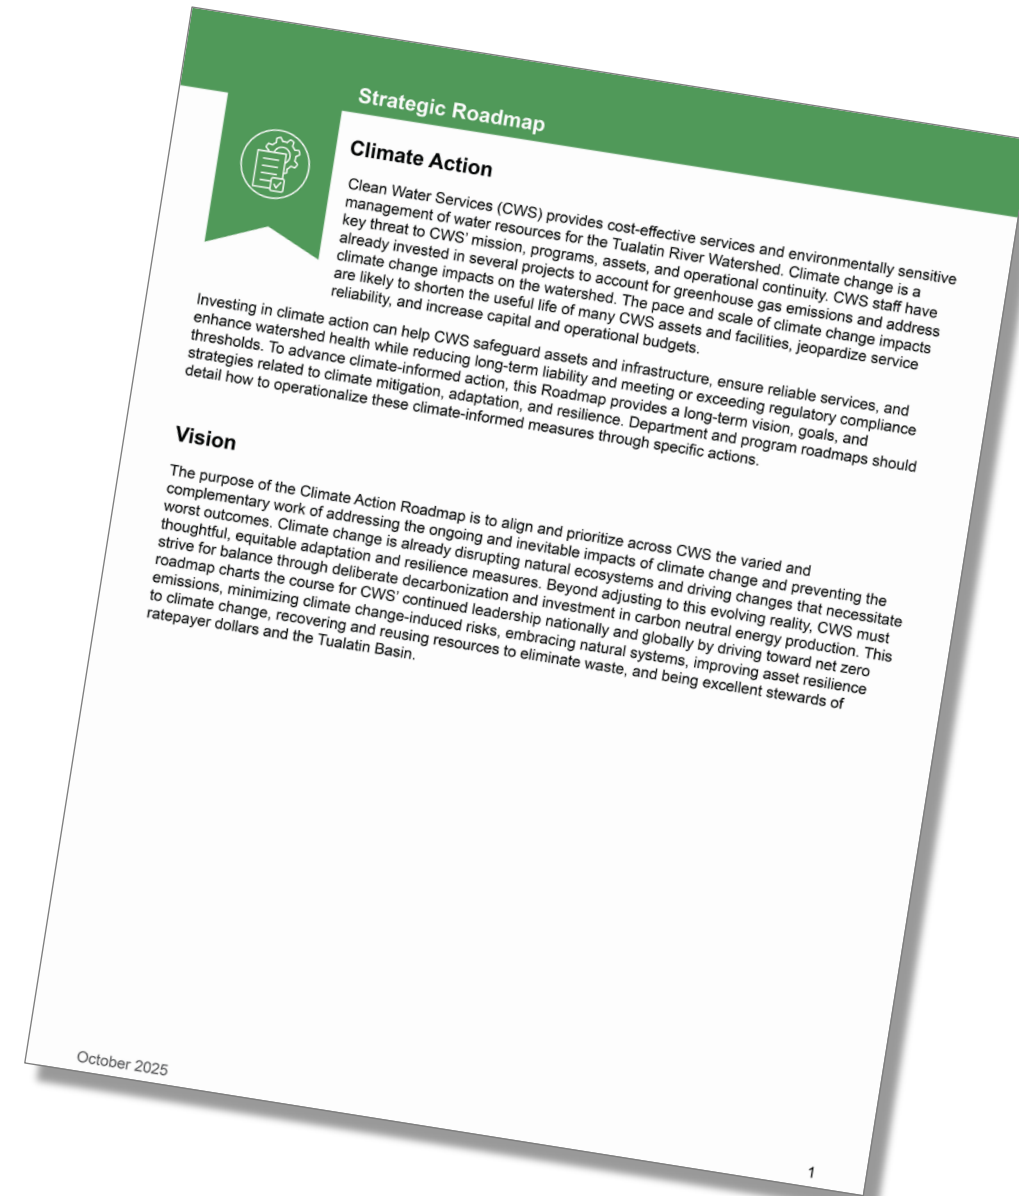 Strategic Roadmap
Climate Action
Clean Water Services (CWS) provides cost-effective services and environmentally sensitive
management of water resources for the Tualatin River Watershed. Climate change is a
key threat to CWS' mission, programs, assets, and operational continuity. CWS staff have
already invested in several projects to account for greenhouse gas emissions and address
climate change impacts on the watershed. The pace and scale of climate change impacts
are likely to shorten the useful life of many CWS assets and facilities, jeopardize service
reliability, and increase capital and operational budgets.
Investing in climate action can help CWS safeguard assets and infrastructure, ensure reliable services, and
enhance watershed health while reducing long-term liability and meeting or exceeding regulatory compliance
thresholds. To advance climate-informed action, this Roadmap provides a long-term vision, goals, and
strategies related to climate mitigation, adaptation, and resilience. Department and program roadmaps should
detail how to operationalize these climate-informed measures through specific actions.
Vision
The purpose of the Climate Action Roadmap is to align and prioritize across CWS the varied and
complementary work of addressing the ongoing and inevitable impacts of climate change and preventing the
worst outcomes. Climate change is already disrupting natural ecosystems and driving changes that necessitate
thoughtful, equitable adaptation and resilience measures. Beyond adjusting to this evolving reality, CWS must
strive for balance through deliberate decarbonization and investment in carbon neutral energy production. This
roadmap charts the course for CWS' continued leadership nationally and globally by driving toward net zero
emissions, minimizing climate change-induced risks, embracing natural systems, improving asset resilience
to climate change, recovering and reusing resources to eliminate waste, and being excellent stewards of
ratepayer dollars and the Tualatin Basin.
October 2025
1